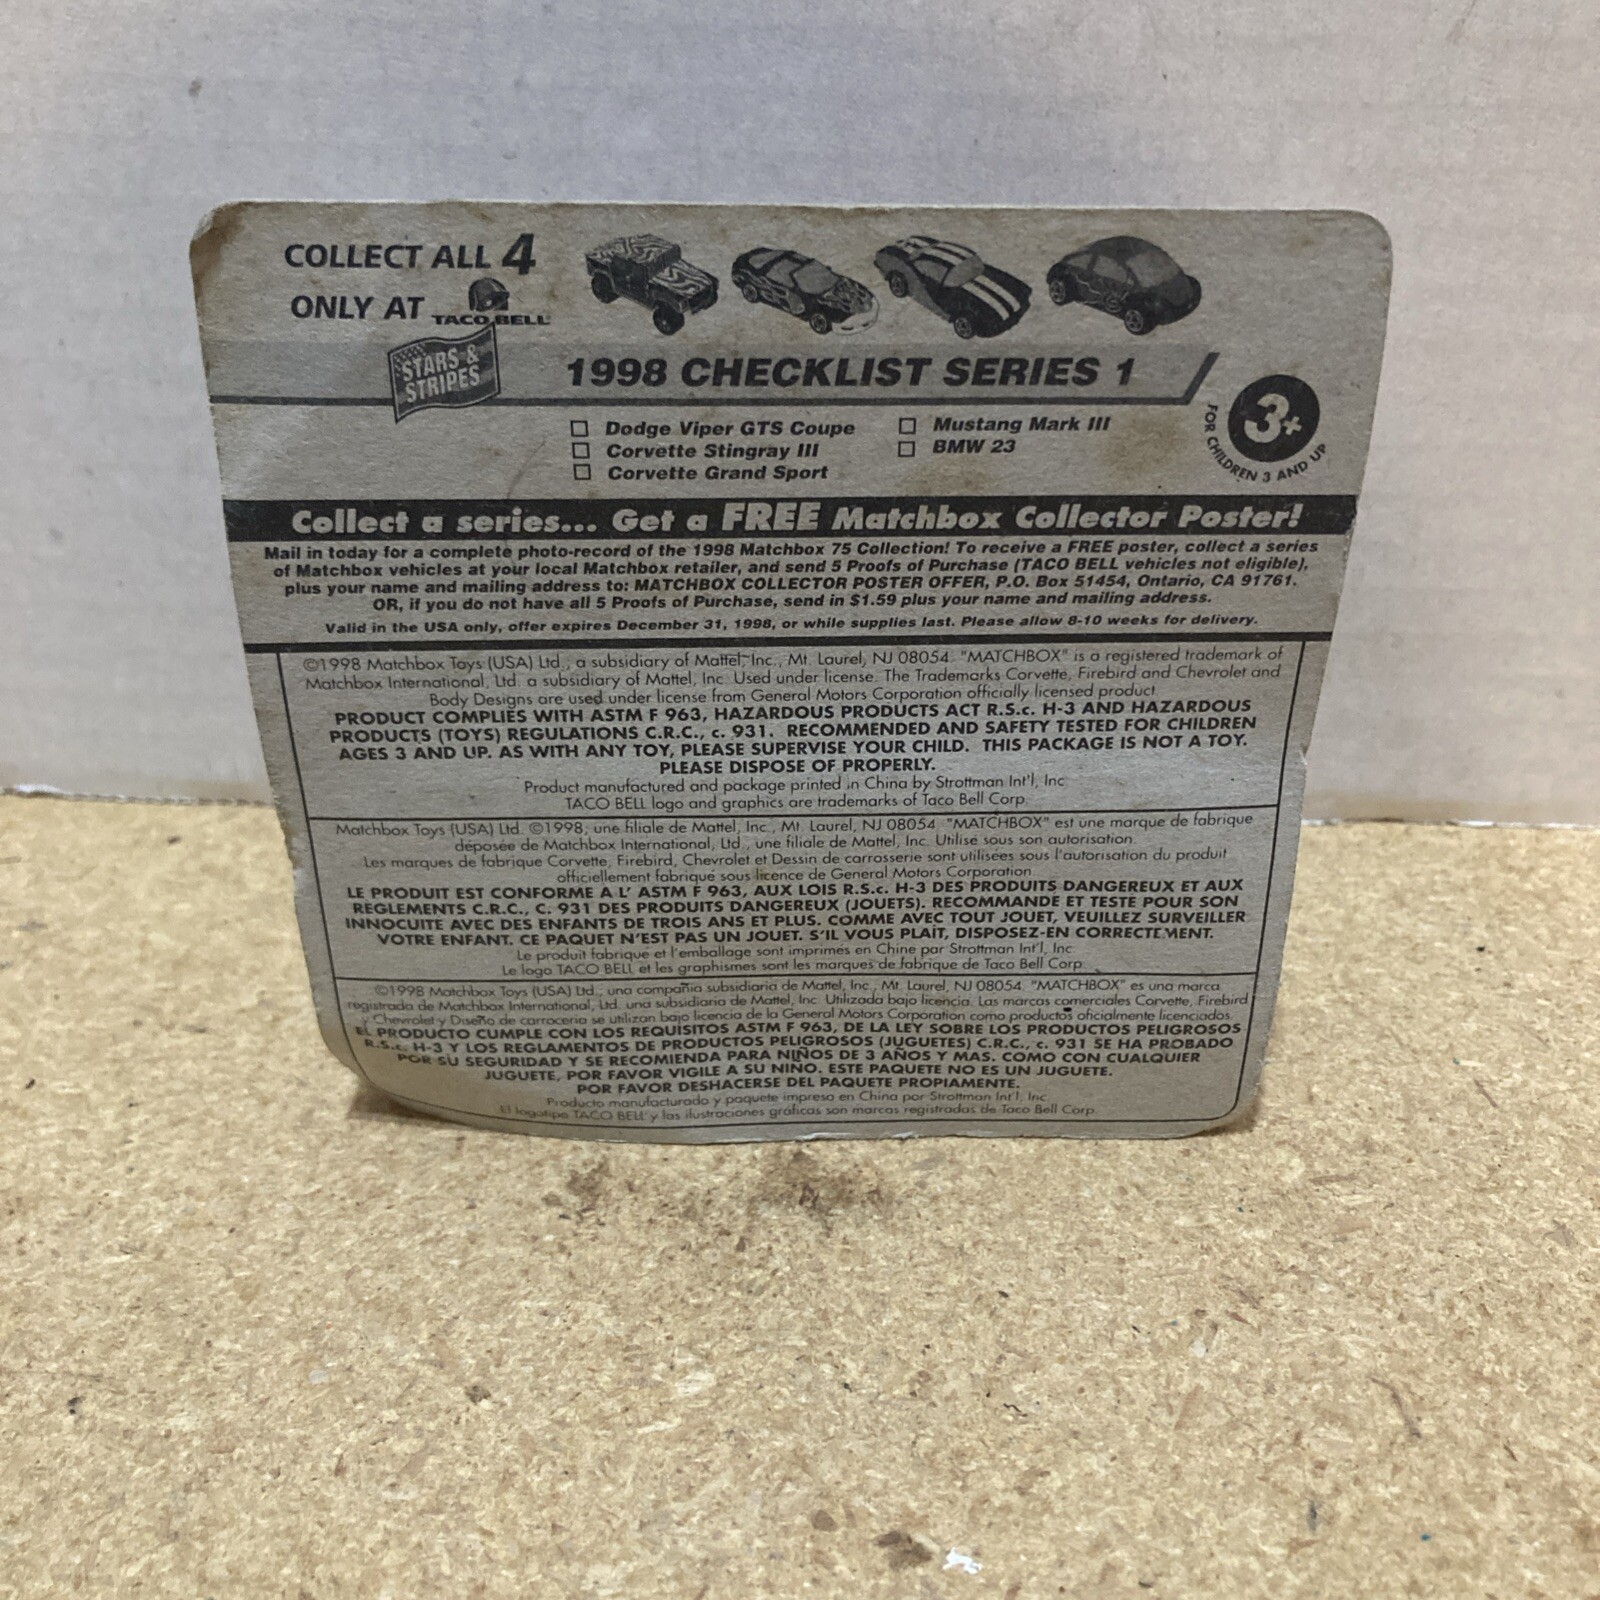 COLLECT ALL 4
ONLY AT TACO BELL
STARS &
STRIPES
1998 CHECKLIST SERIES 1
Dodge Viper GTS Coupe
Corvette Stingray III
Corvette Grand Sport
Mustang Mark III
BMW 23
3+
FOR CHILDREN 3 AND UP
Collect a series... Get a FREE Matchbox Collector Poster!
Mail in today for a complete photo-record of the 1998 Matchbox 75 Collection! To receive a FREE poster, collect a series
of Matchbox vehicles at your local Matchbox retailer, and send 5 Proofs of Purchase (TACO BELL vehicles not eligible),
plus your name and mailing address to: MATCHBOX COLLECTOR POSTER OFFER, P.O. Box 51454, Ontario, CA 91761.
OR, if you do not have all 5 Proofs of Purchase, send in $1.59 plus your name and mailing address.
Valid in the USA only, offer expires December 31, 1998, or while supplies last. Please allow 8-10 weeks for delivery.
©1998 Matchbox Toys (USA) Ltd., a subsidiary of Mattel, Inc., Mt. Laurel, NJ 08054. "MATCHBOX" is a registered trademark of
Matchbox International, Ltd. a subsidiary of Mattel, Inc. Used under license. The Trademarks Corvette, Firebird and Chevrolet and
Body Designs are used under license from General Motors Corporation officially licensed product.
PRODUCT COMPLIES WITH ASTM F 963, HAZARDOUS PRODUCTS ACT R.S.c. H-3 AND HAZARDOUS
PRODUCTS (TOYS) REGULATIONS C.R.C., c. 931. RECOMMENDED AND SAFETY TESTED FOR CHILDREN
AGES 3 AND UP. AS WITH ANY TOY, PLEASE SUPERVISE YOUR CHILD. THIS PACKAGE IS NOT A TOY.
PLEASE DISPOSE OF PROPERLY.
Product manufactured and package printed in China by Strottman Int'l, Inc.
TACO BELL logo and graphics are trademarks of Taco Bell Corp.
Matchbox Toys (USA) Ltd. ©1998, une filiale de Mattel, Inc., Mt. Laurel, NJ 08054. "MATCHBOX" est une marque de fabrique
déposée de Matchbox International, Ltd., une filiale de Mattel, Inc. Utilisé sous son autorisation.
Les marques de fabrique Corvette, Firebird, Chevrolet et Dessin de carrosserie sont utilisées sous l'autorisation du produit
officiellement fabriqué sous licence de General Motors Corporation.
LE PRODUIT EST CONFORME A L' ASTM F 963, AUX LOIS R.S.c. H-3 DES PRODUITS DANGEREUX ET AUX
REGLEMENTS C.R.C., C. 931 DES PRODUITS DANGEREUX (JOUETS). RECOMMANDE ET TESTE POUR SON
INNOCUITE AVEC DES ENFANTS DE TROIS ANS ET PLUS. COMME AVEC TOUT JOUET, VEUILLEZ SURVEILLER
VOTRE ENFANT. CE PAQUET N'EST PAS UN JOUET. S'IL VOUS PLAÎT, DISPOSEZ-EN CORRECTEMENT.
Le produit fabriqué et l'emballage sont imprimés en Chine par Strottman Int'l, Inc.
Le logo TACO BELL et les graphismes sont les marques de fabrique de Taco Bell Corp.
©1998 Matchbox Toys (USA) Ltd., una compañia subsidiaria de Mattel, Inc., Mt. Laurel, NJ 08054. "MATCHBOX" es una marca
registrada de Matchbox International, Ltd. una subsidiaria de Mattel, Inc. Utilizada bajo licencia. Las marcas comerciales Corvette, Firebird
y Chevrolet y Diseño de carroceria se utilizan bajo licencia de la General Motors Corporation como productos oficialmente licenciados.
EL PRODUCTO CUMPLE CON LOS REQUISITOS ASTM F 963, DE LA LEY SOBRE LOS PRODUCTOS PELIGROSOS
R.S.c. H-3 Y LOS REGLAMENTOS DE PRODUCTOS PELIGROSOS (JUGUETES) C.R.C., c. 931 SE HA PROBADO
POR SU SEGURIDAD Y SE RECOMIENDA PARA NIÑOS DE 3 AÑOS Y MAS. COMO CON CUALQUIER
JUGUETE, POR FAVOR VIGILE A SU NINO. ESTE PAQUETE NO ES UN JUGUETE.
POR FAVOR DESHACERSE DEL PAQUETE PROPIAMENTE.
Producto manufacturado y paquete impreso en China por Strottman Int'l, Inc.
El logotipo TACO BELL y las ilustraciones gráficas son marcas registradas de Taco Bell Corp.